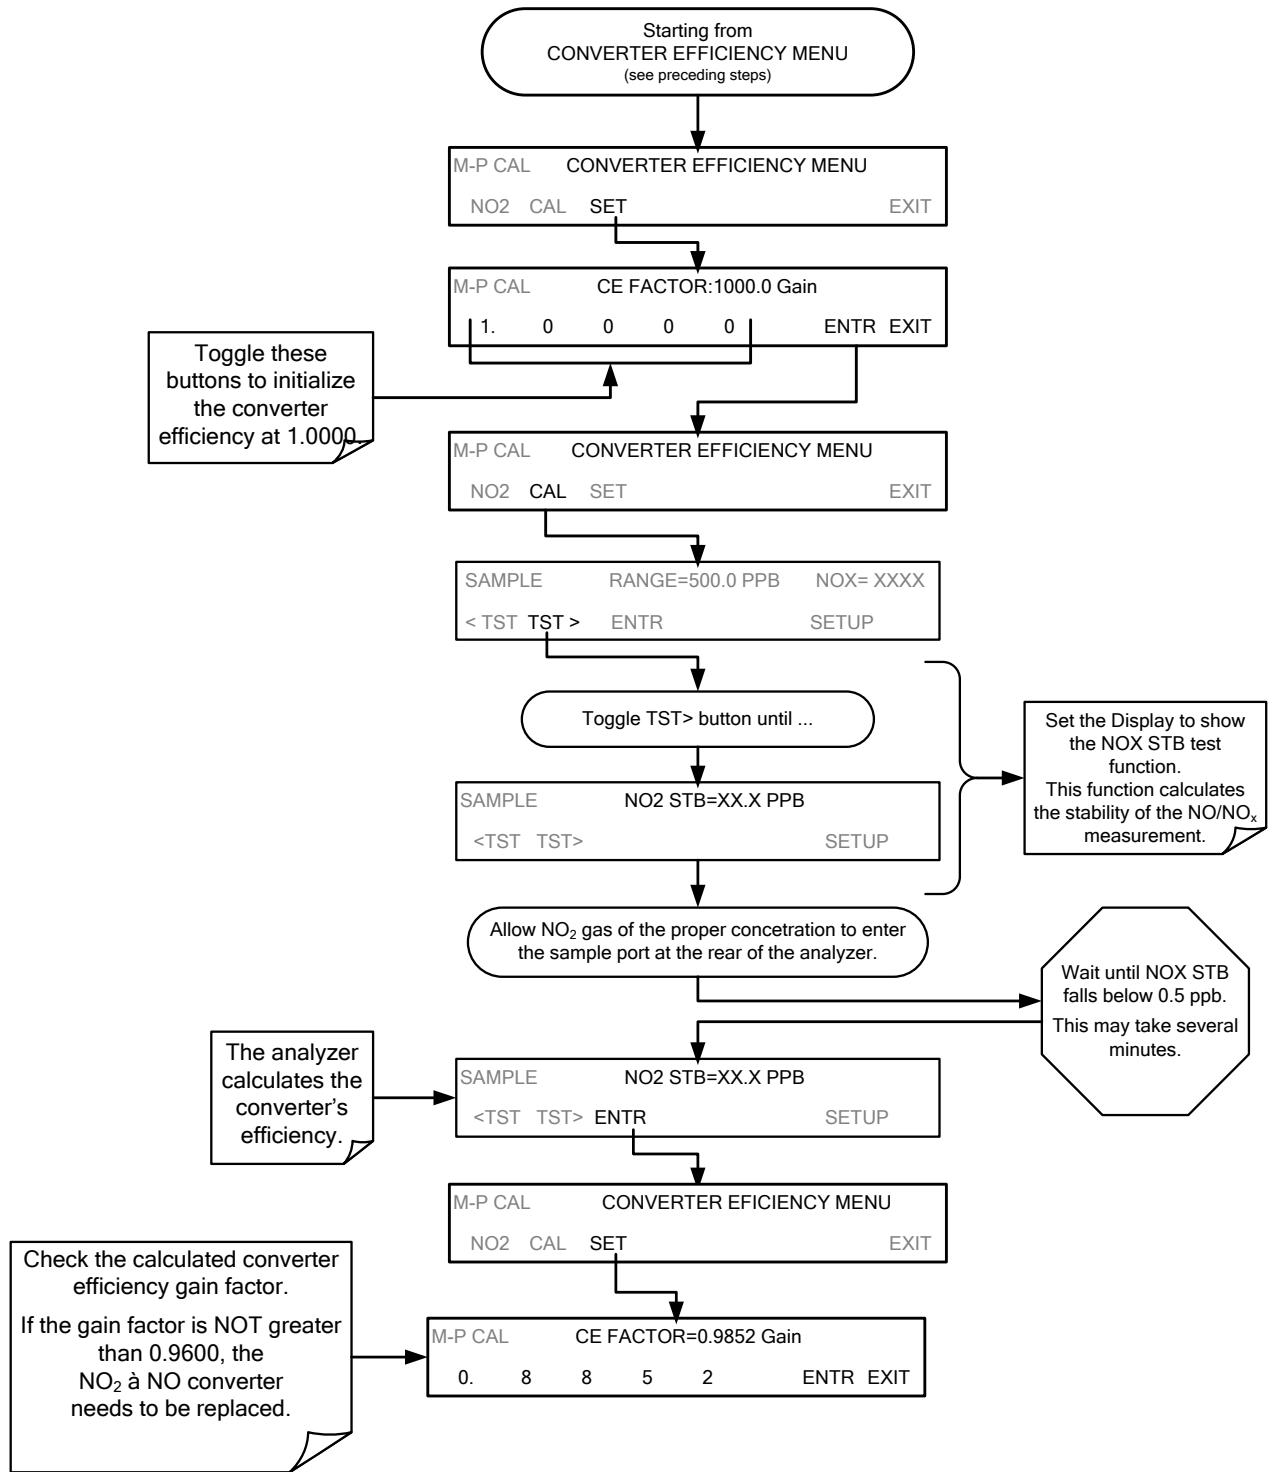 Starting from
CONVERTER EFFICIENCY MENU
(see preceding steps)
M-P CAL CONVERTER EFFICIENCY MENU
NO2 CAL SET EXIT
M-P CAL CE FACTOR:1000.0 Gain
1. 0 0 0 0 ENTR EXIT
Toggle these
buttons to initialize
the converter
efficiency at 1.0000.
M-P CAL CONVERTER EFFICIENCY MENU
NO2 CAL SET EXIT
SAMPLE RANGE=500.0 PPB NOX= XXXX
< TST TST > ENTR SETUP
Toggle TST> button until ...
SAMPLE NO2 STB=XX.X PPB
<TST TST> SETUP
Set the Display to show
the NOX STB test
function.
This function calculates
the stability of the NO/NOx
measurement.
Allow NO2 gas of the proper concetration to enter
the sample port at the rear of the analyzer.
Wait until NOX STB
falls below 0.5 ppb.
This may take several
minutes.
The analyzer
calculates the
converter's
efficiency.
SAMPLE NO2 STB=XX.X PPB
<TST TST> ENTR SETUP
M-P CAL CONVERTER EFICIENCY MENU
NO2 CAL SET EXIT
Check the calculated converter
efficiency gain factor.
If the gain factor is NOT greater
than 0.9600, the
NO2 à NO converter
needs to be replaced.
M-P CAL CE FACTOR=0.9852 Gain
0. 8 8 5 2 ENTR EXIT